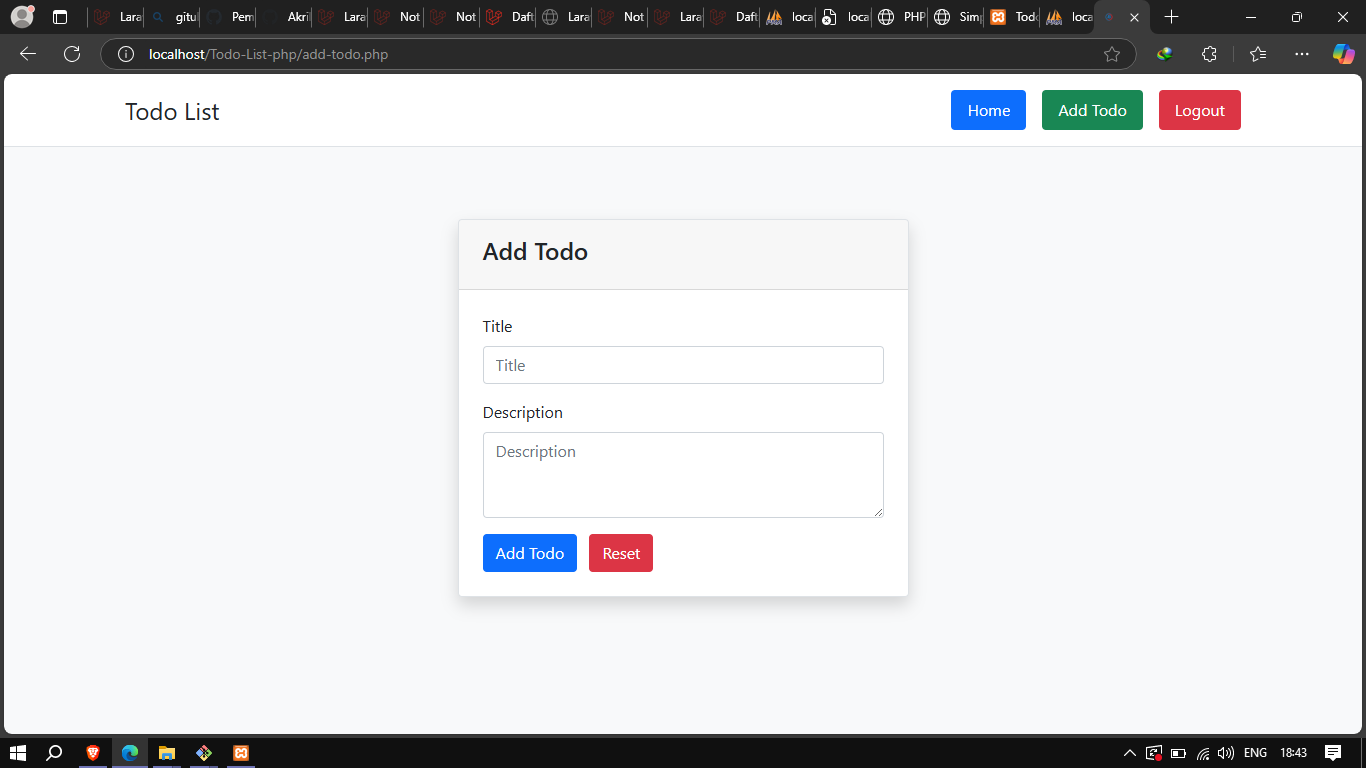 Lara gitu Pem Akri Lara Not Not Daft Lara Not Lara Daft loca loca PHP Sim Todo loca
localhost/Todo-List-php/add-todo.php
Todo List Home Add Todo Logout
Add Todo
Title
Title
Description
Description
Add Todo Reset
ENG 18:43